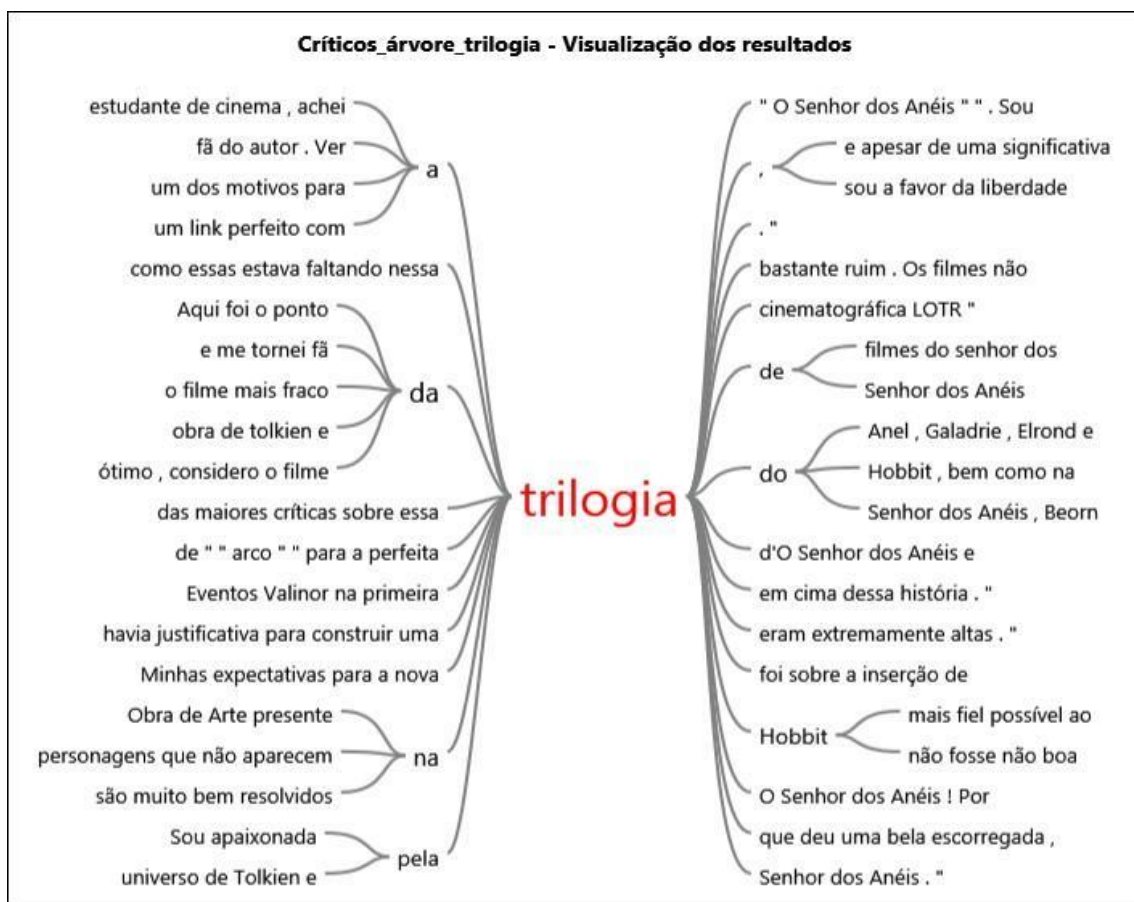 Críticos_árvore_trilogia - Visualização dos resultados
estudante de cinema , achei
fã do autor . Ver
um dos motivos para
um link perfeito com
a
como essas estava faltando nessa
Aqui foi o ponto
e me tornei fã
o filme mais fraco
obra de tolkien e
ótimo , considero o filme
da
das maiores críticas sobre essa
de " " arco " " para a perfeita
Eventos Valinor na primeira
havia justificativa para construir uma
Minhas expectativas para a nova
Obra de Arte presente
personagens que não aparecem
são muito bem resolvidos
na
Sou apaixonada
universo de Tolkien e
pela
trilogia
" O Senhor dos Anéis " " . Sou
,
e apesar de uma significativa
sou a favor da liberdade
. "
bastante ruim . Os filmes não
cinematográfica LOTR "
de
filmes do senhor dos
Senhor dos Anéis
do
Anel , Galadrie , Elrond e
Hobbit , bem como na
Senhor dos Anéis , Beorn
d'O Senhor dos Anéis e
em cima dessa história . "
eram extremamente altas . "
foi sobre a inserção de
Hobbit
mais fiel possível ao
não fosse não boa
O Senhor dos Anéis ! Por
que deu uma bela escorregada ,
Senhor dos Anéis . "